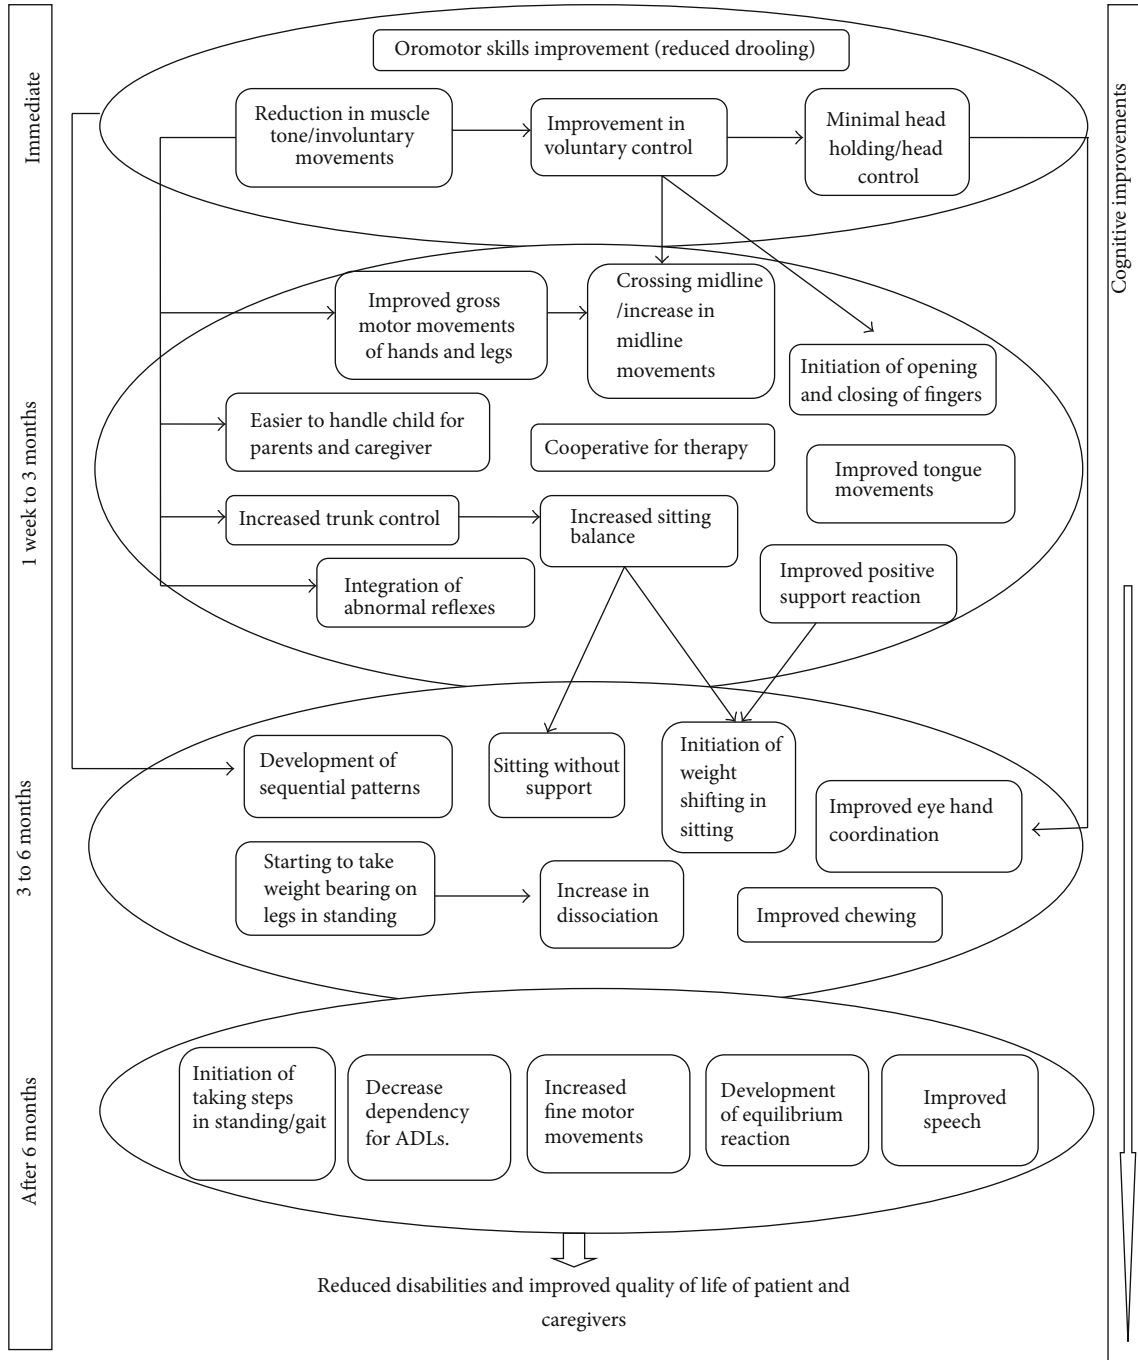 Immediate
Oromotor skills improvement (reduced drooling)
Reduction in muscle
tone/involuntary
movements
Improvement in
voluntary control
Minimal head
holding/head
control
Cognitive improvements
1 week to 3 months
Improved gross
motor movements
of hands and legs
Crossing midline
/increase in
midline
movements
Initiation of opening
and closing of fingers
Easier to handle child for
parents and caregiver
Cooperative for therapy
Improved tongue
movements
Increased trunk control
Increased sitting
balance
Integration of
abnormal reflexes
Improved positive
support reaction
3 to 6 months
Development of
sequential patterns
Sitting without
support
Initiation of
weight
shifting in
sitting
Improved eye hand
coordination
Starting to take
weight bearing on
legs in standing
Increase in
dissociation
Improved chewing
After 6 months
Initiation of
taking steps
in standing/gait
Decrease
dependency
for ADLs.
Increased
fine motor
movements
Development
of equilibrium
reaction
Improved
speech
Reduced disabilities and improved quality of life of patient and
caregivers